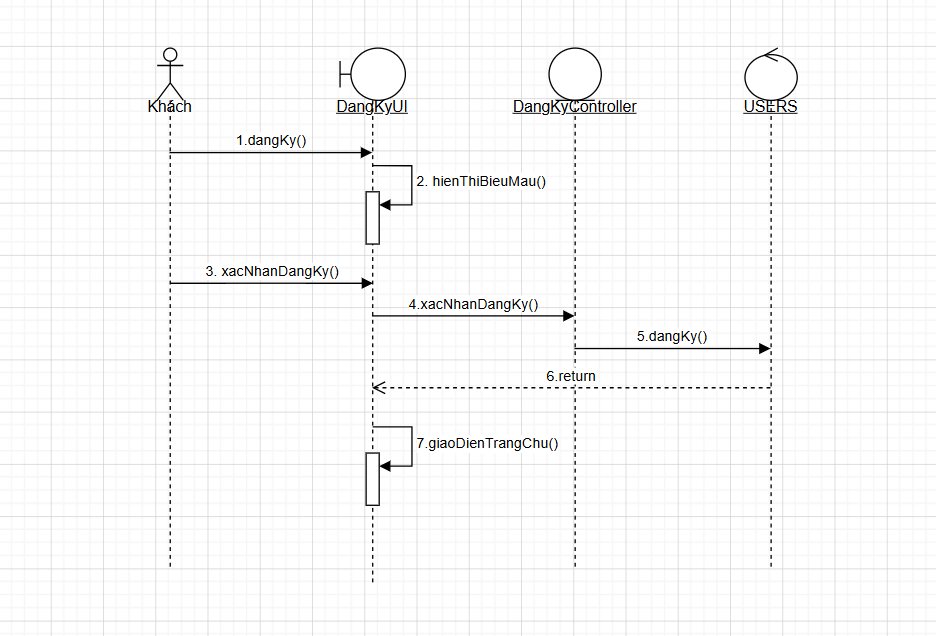 Khách
DangKyUI
DangKyController
USERS
1.dangKy()
2. hienThiBieuMau()
3. xacNhanDangKy()
4.xacNhanDangKy()
5.dangKy()
6.return
7.giaoDienTrangChu()